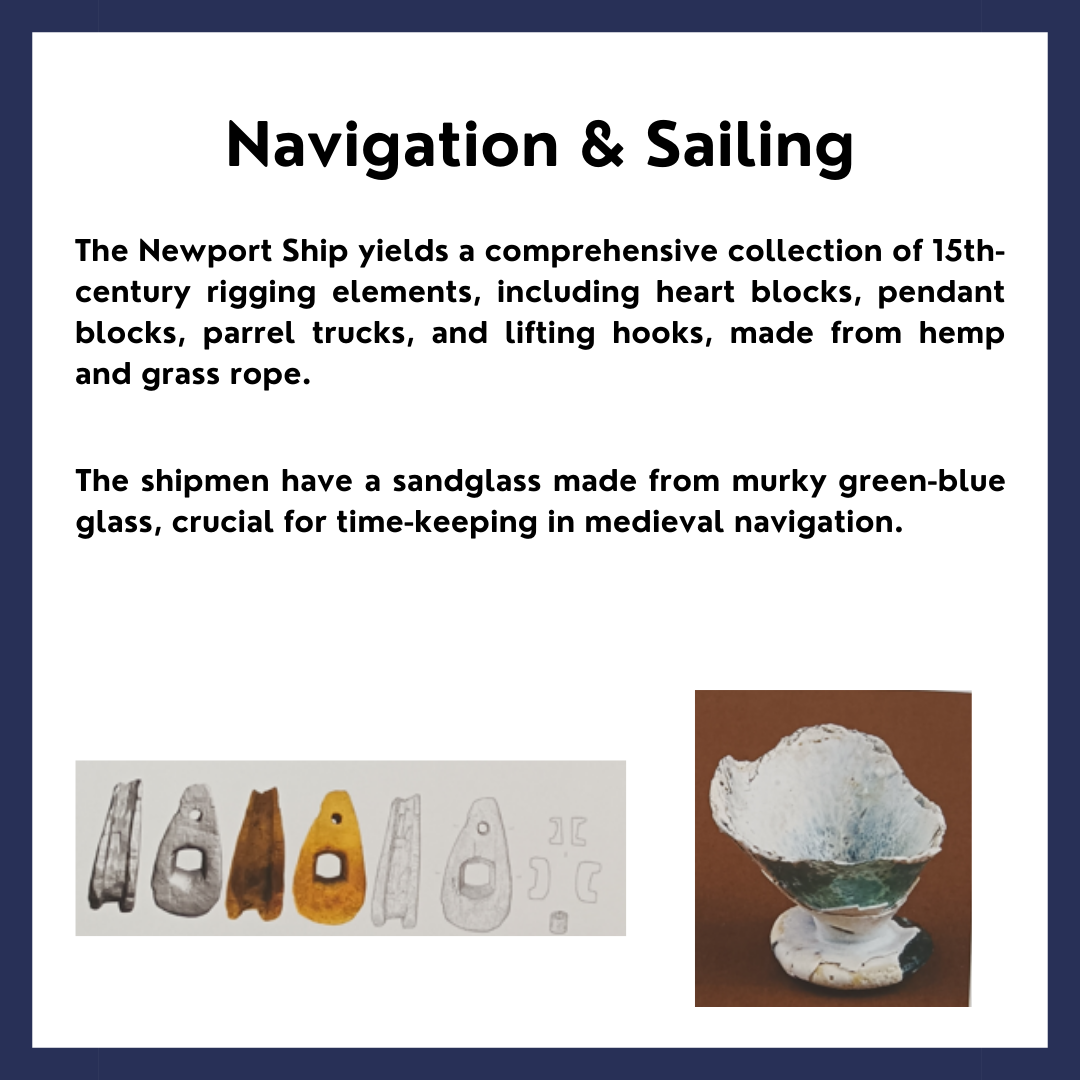 Navigation & Sailing
The Newport Ship yields a comprehensive collection of 15th-
century rigging elements, including heart blocks, pendant
blocks, parrel trucks, and lifting hooks, made from hemp
and grass rope.
The shipmen have a sandglass made from murky green-blue
glass, crucial for time-keeping in medieval navigation.